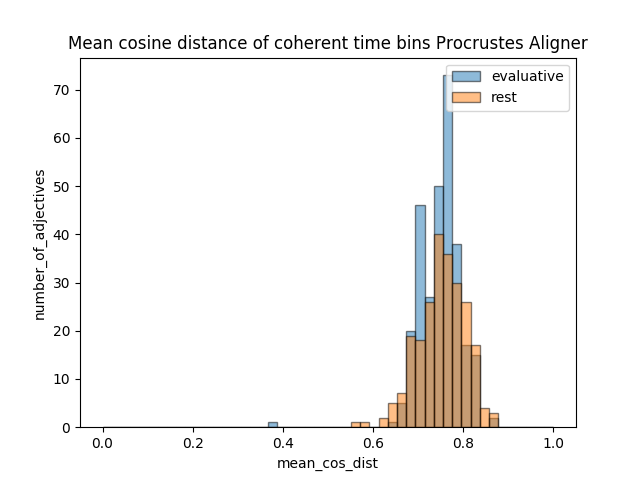 Mean cosine distance of coherent time bins Procrustes Aligner
evaluative
rest
70
60
50
40
30
20
10
0
number_of_adjectives
0.0 0.2 0.4 0.6 0.8 1.0
mean_cos_dist